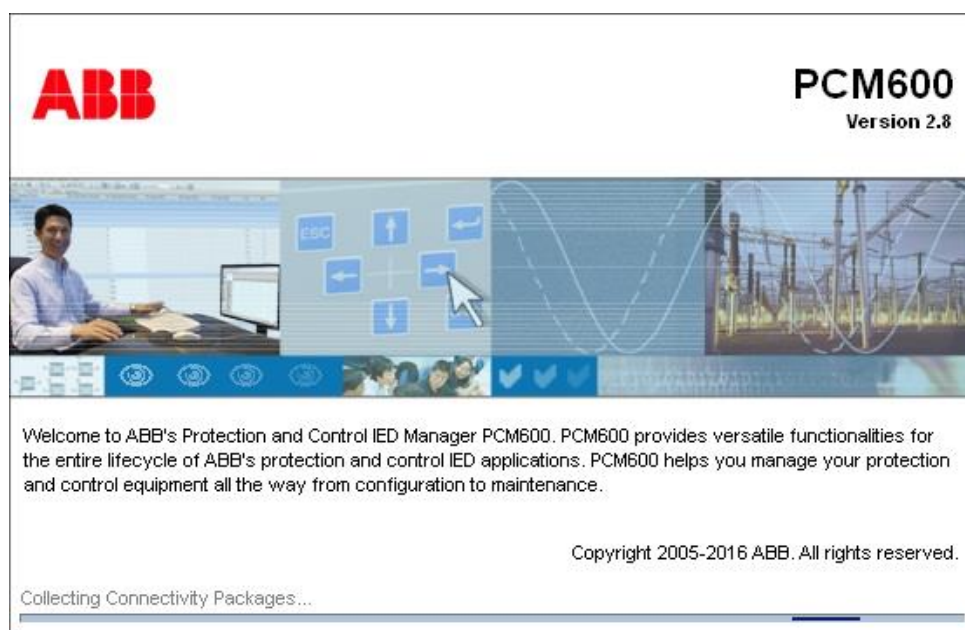 ABB
PCM600
Version 2.8
ESC
Welcome to ABB's Protection and Control IED Manager PCM600. PCM600 provides versatile functionalities for
the entire lifecycle of ABB's protection and control IED applications. PCM600 helps you manage your protection
and control equipment all the way from configuration to maintenance.
Copyright 2005-2016 ABB. All rights reserved.
Collecting Connectivity Packages...